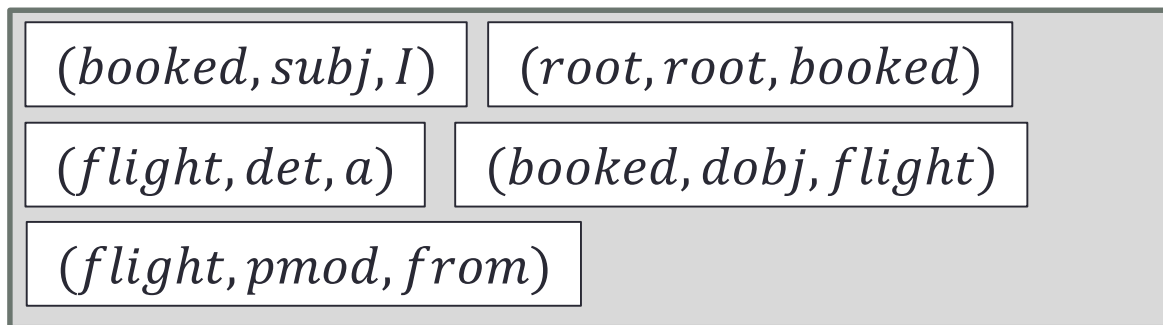 (booked, subj, I) (root, root, booked)
(flight, det, a) (booked, dobj, flight)
(flight, pmod, from)